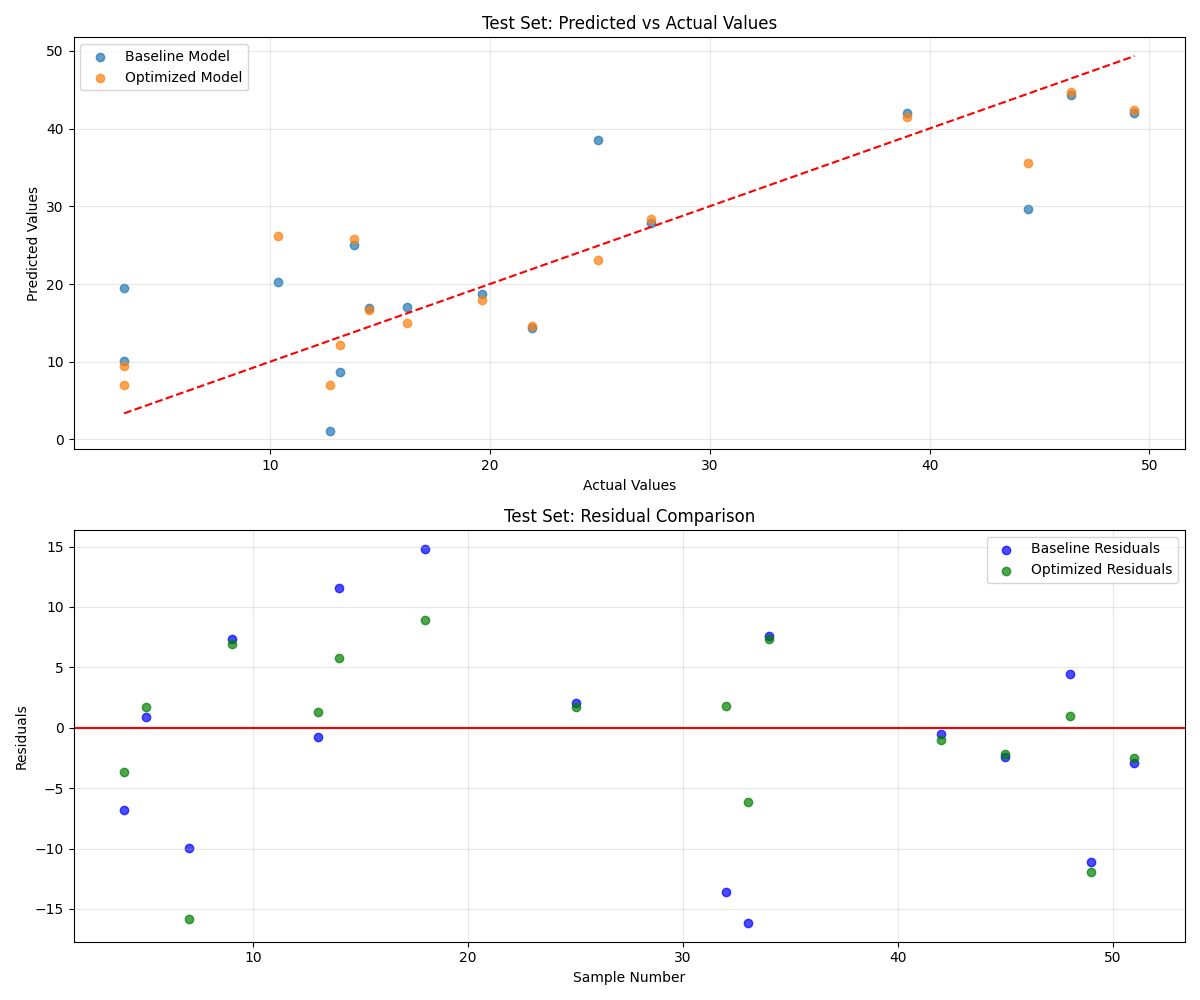 Test Set: Predicted vs Actual Values
Baseline Model
Optimized Model
50
40
30
20
10
0
Predicted Values
10
20
30
40
50
Actual Values
Test Set: Residual Comparison
Baseline Residuals
Optimized Residuals
15
10
5
0
−5
−10
−15
Residuals
10
20
30
40
50
Sample Number